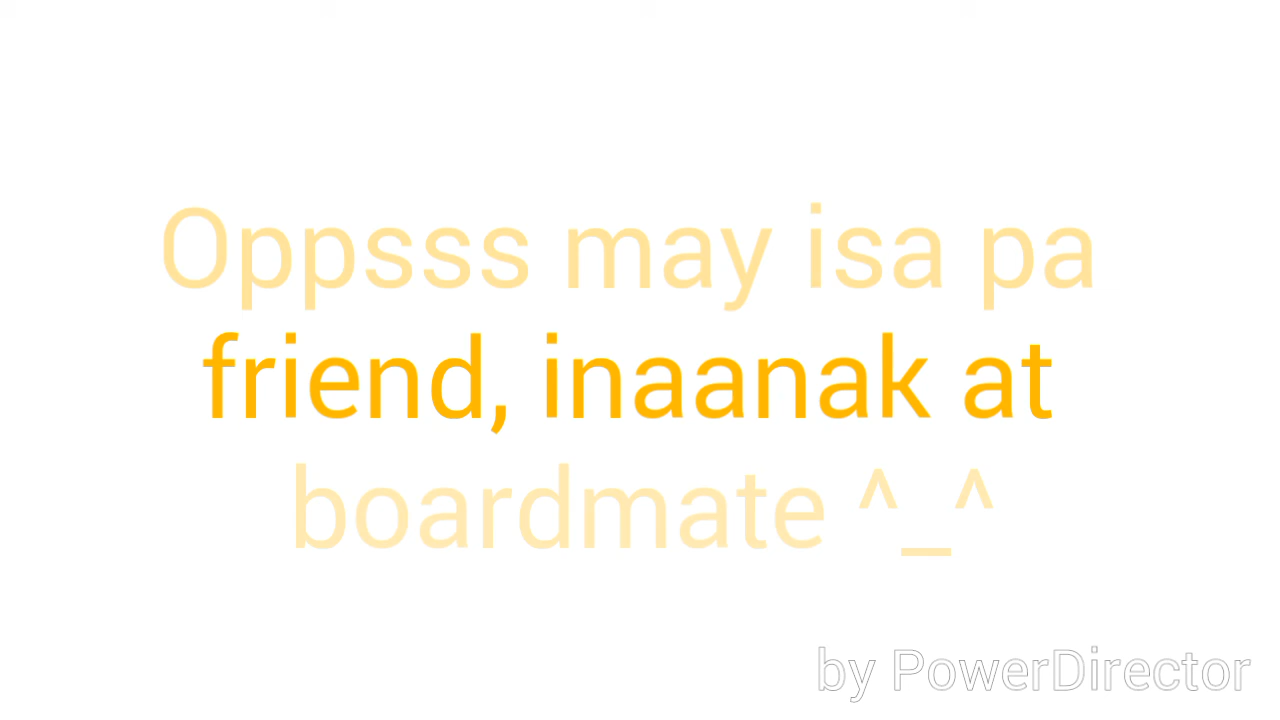 Oppsss may isa pa
friend, inaanak at
boardmate ^_^
by PowerDirector